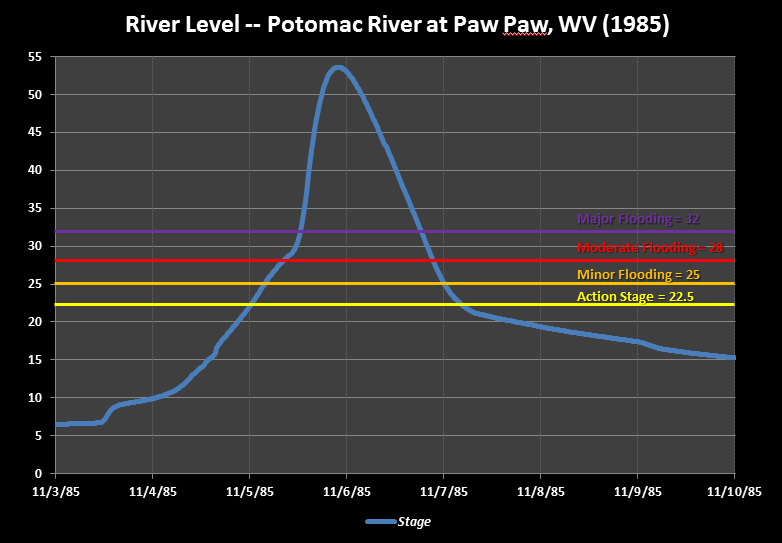 River Level -- Potomac River at Paw Paw, WV (1985)
55
50
45
40
35
30
25
20
15
10
5
0
Major Flooding = 32
Moderate Flooding = 28
Minor Flooding = 25
Action Stage = 22.5
11/3/85 11/4/85 11/5/85 11/6/85 11/7/85 11/8/85 11/9/85 11/10/85
Stage